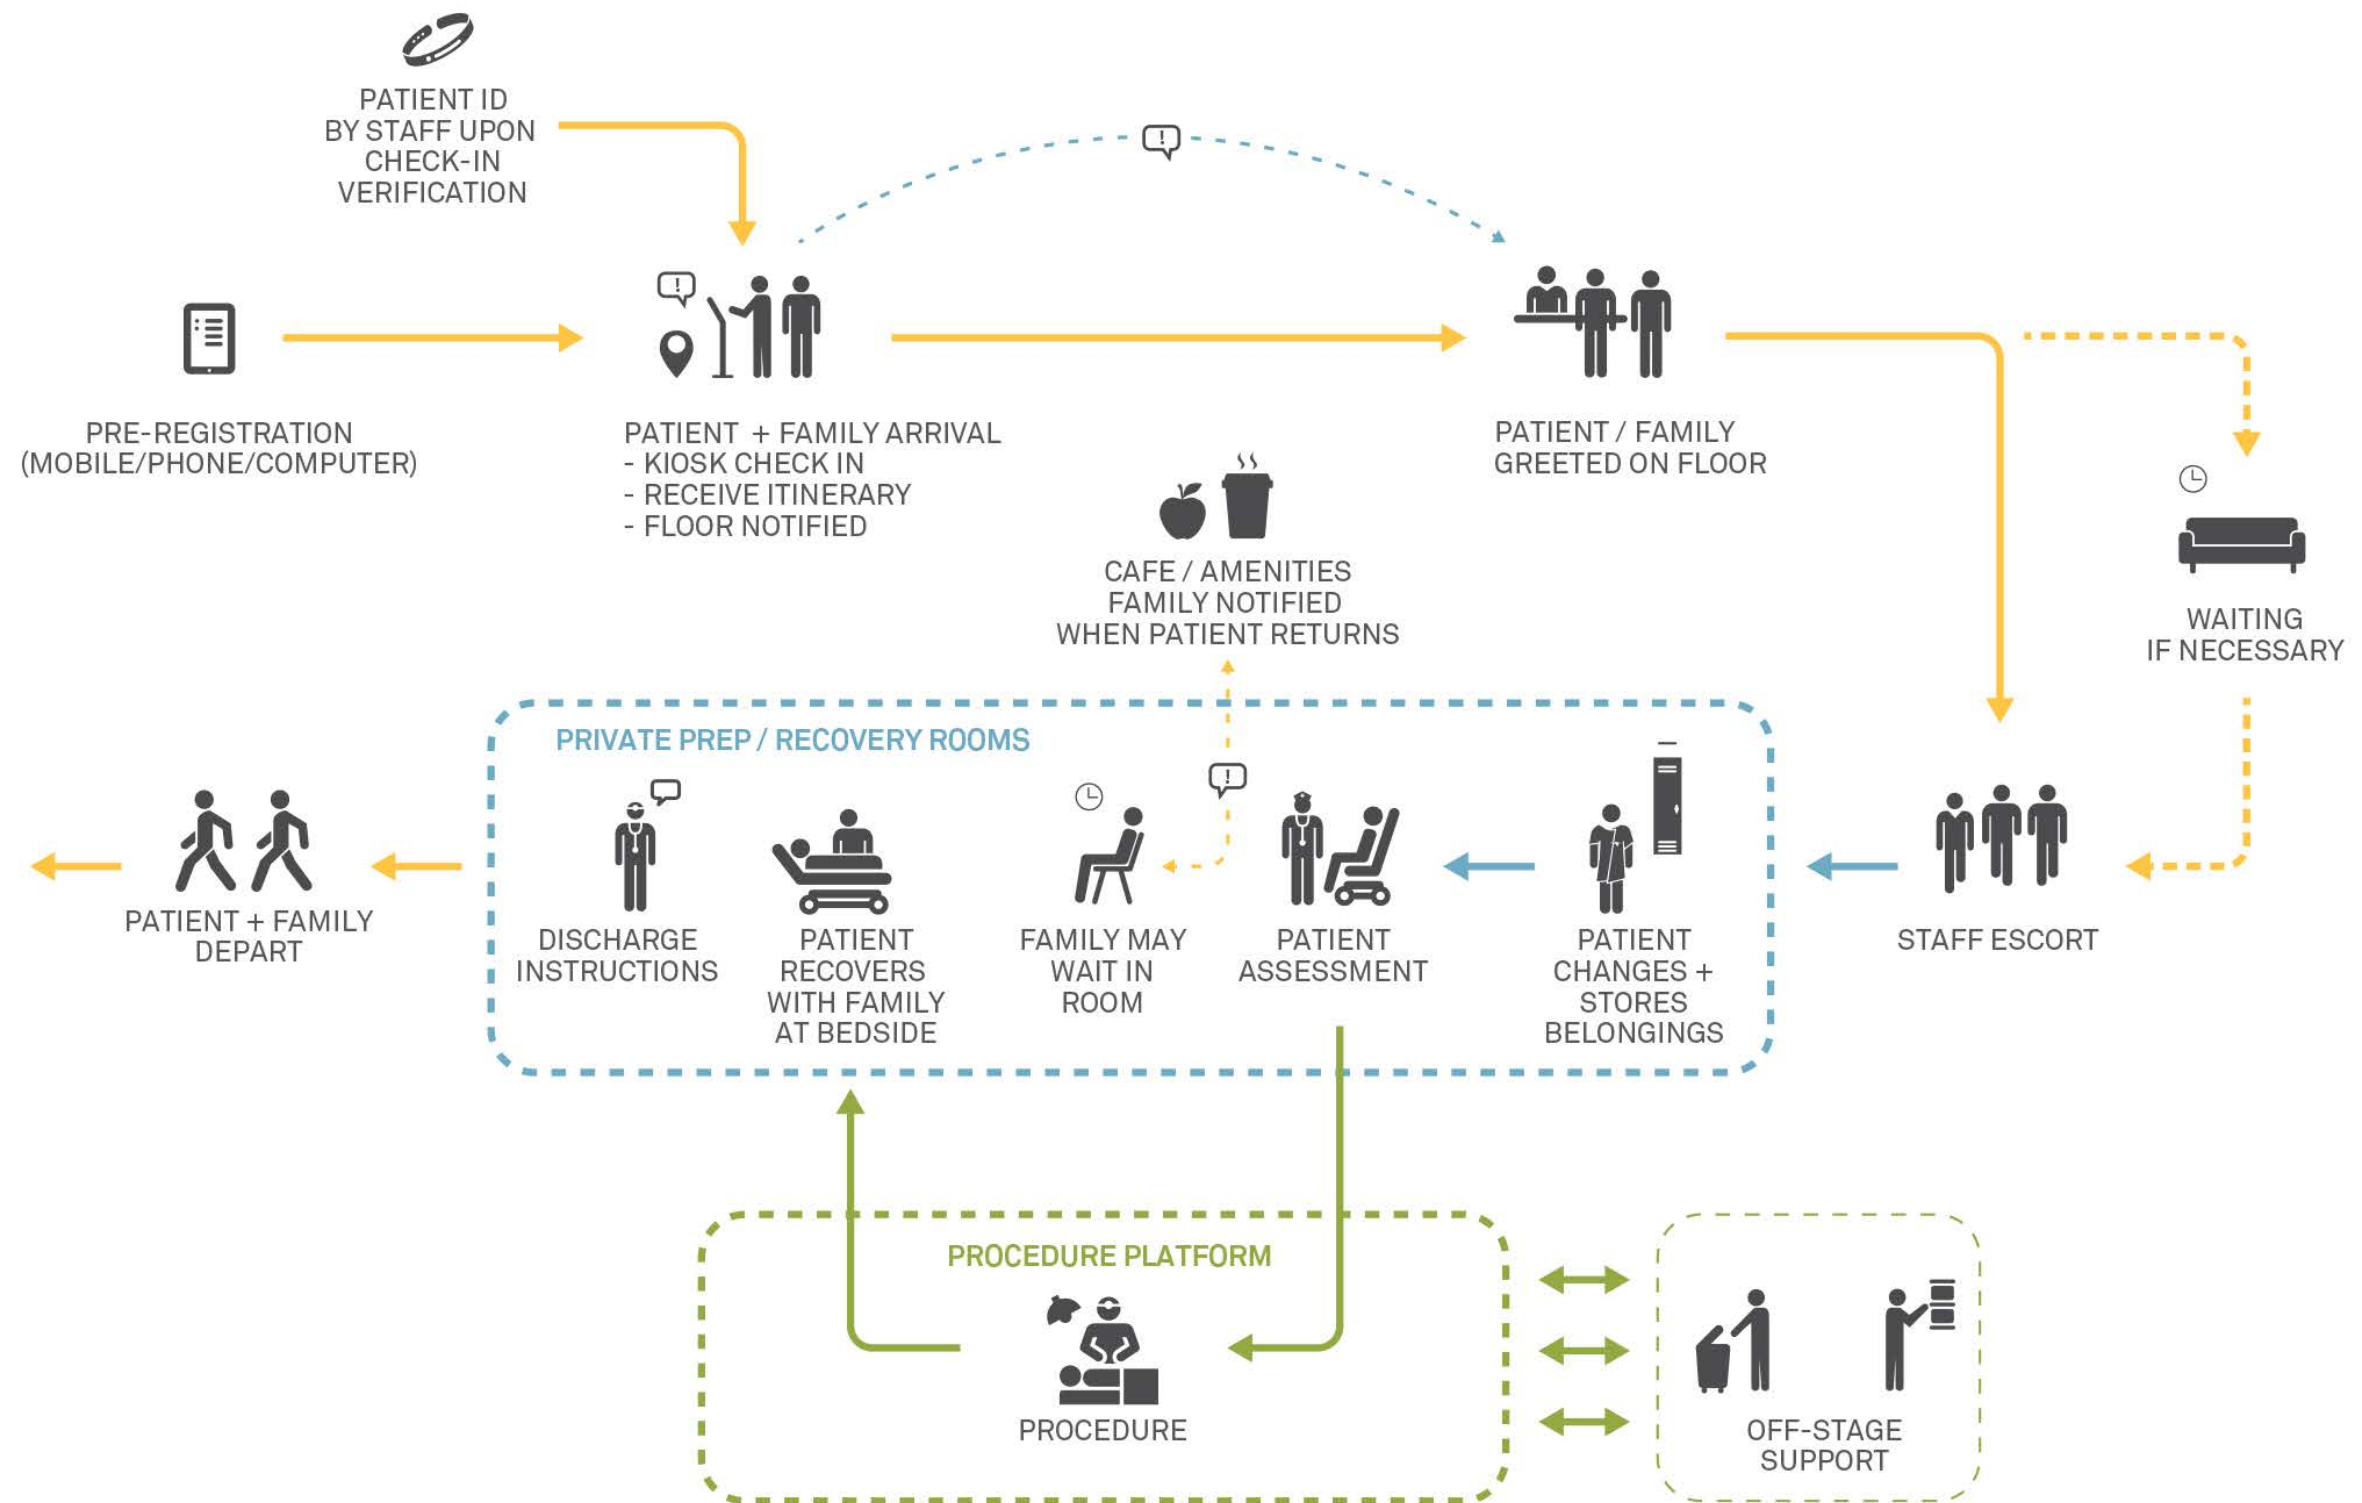 PATIENT ID
BY STAFF UPON
CHECK-IN
VERIFICATION
PRE-REGISTRATION
(MOBILE/PHONE/COMPUTER)
PATIENT + FAMILY ARRIVAL
- KIOSK CHECK IN
- RECEIVE ITINERARY
- FLOOR NOTIFIED
PATIENT / FAMILY
GREETED ON FLOOR
CAFE / AMENITIES
FAMILY NOTIFIED
WHEN PATIENT RETURNS
WAITING
IF NECESSARY
PRIVATE PREP / RECOVERY ROOMS
PATIENT + FAMILY
DEPART
DISCHARGE
INSTRUCTIONS
PATIENT
RECOVERS
WITH FAMILY
AT BEDSIDE
FAMILY MAY
WAIT IN
ROOM
PATIENT
ASSESSMENT
PATIENT
CHANGES +
STORES
BELONGINGS
STAFF ESCORT
PROCEDURE PLATFORM
PROCEDURE
OFF-STAGE
SUPPORT